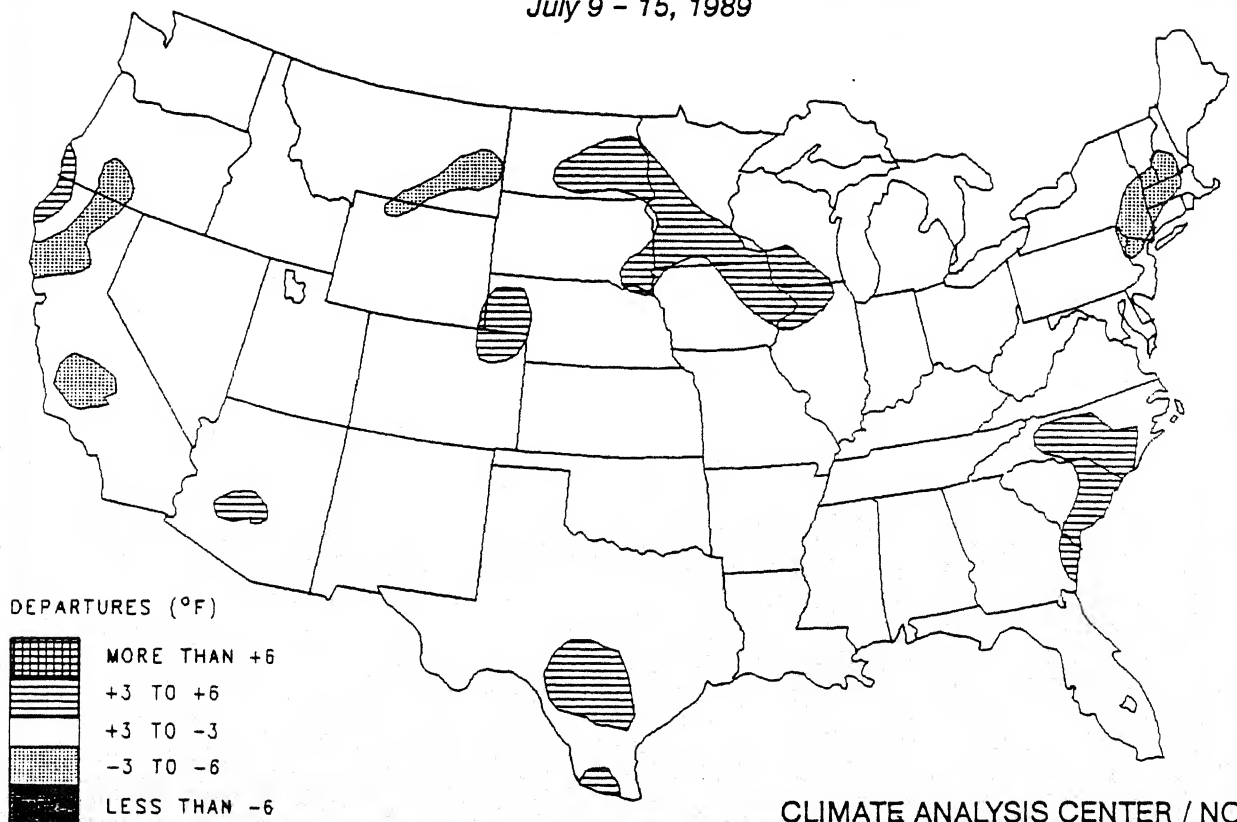 July 9 – 15, 1989
DEPARTURES (°F)
MORE THAN +6
+3 TO +6
+3 TO -3
-3 TO -6
LESS THAN -6
CLIMATE ANALYSIS CENTER / NO